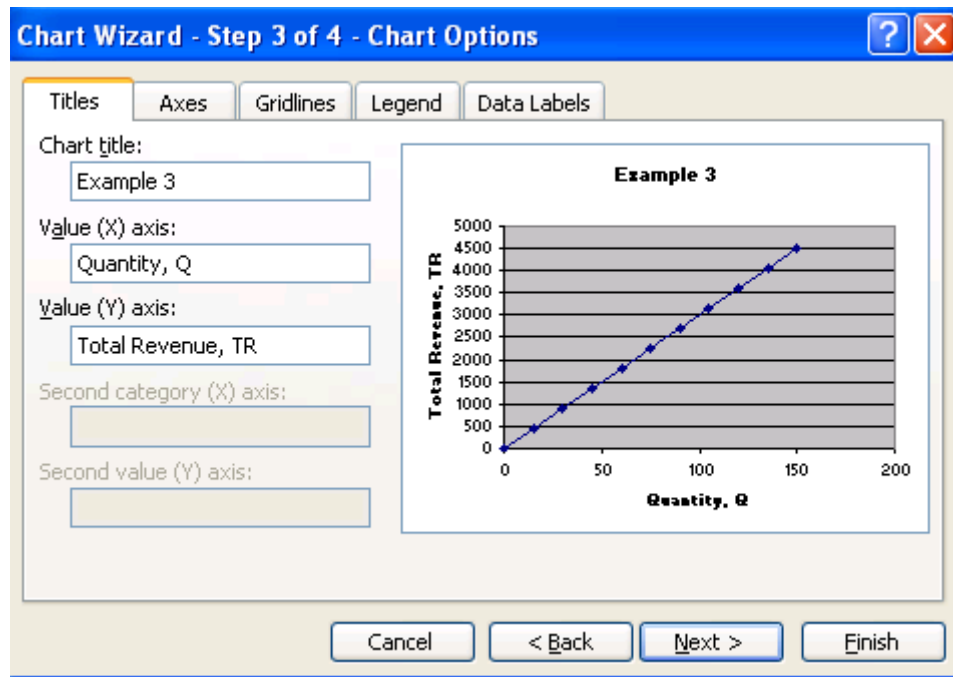 Chart Wizard - Step 3 of 4 - Chart Options
?
Titles Axes Gridlines Legend Data Labels
Chart title:
Example 3
Value (X) axis:
Quantity, Q
Value (Y) axis:
Total Revenue, TR
Second category (X) axis:
Second value (Y) axis:
Example 3
Total Revenue, TR
5000
4500
4000
3500
3000
2500
2000
1500
1000
500
0
0 50 100 150 200
Quantity, Q
Cancel < Back Next > Finish